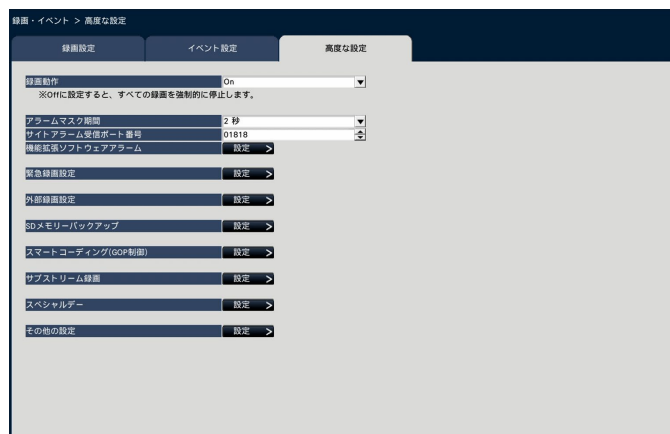 録画・イベント > 高度な設定
録画設定 イベント設定 高度な設定
録画動作 On
※Offに設定すると、すべての録画を強制的に停止します。
アラームマスク期間 2 秒
サイトアラーム受信ポート番号 01818
機能拡張ソフトウェアアラーム 設定 >
緊急録画設定 設定 >
外部録画設定 設定 >
SDメモリーバックアップ 設定 >
スマートコーディング(GOP制御) 設定 >
サブストリーム録画 設定 >
スペシャルデー 設定 >
その他の設定 設定 >